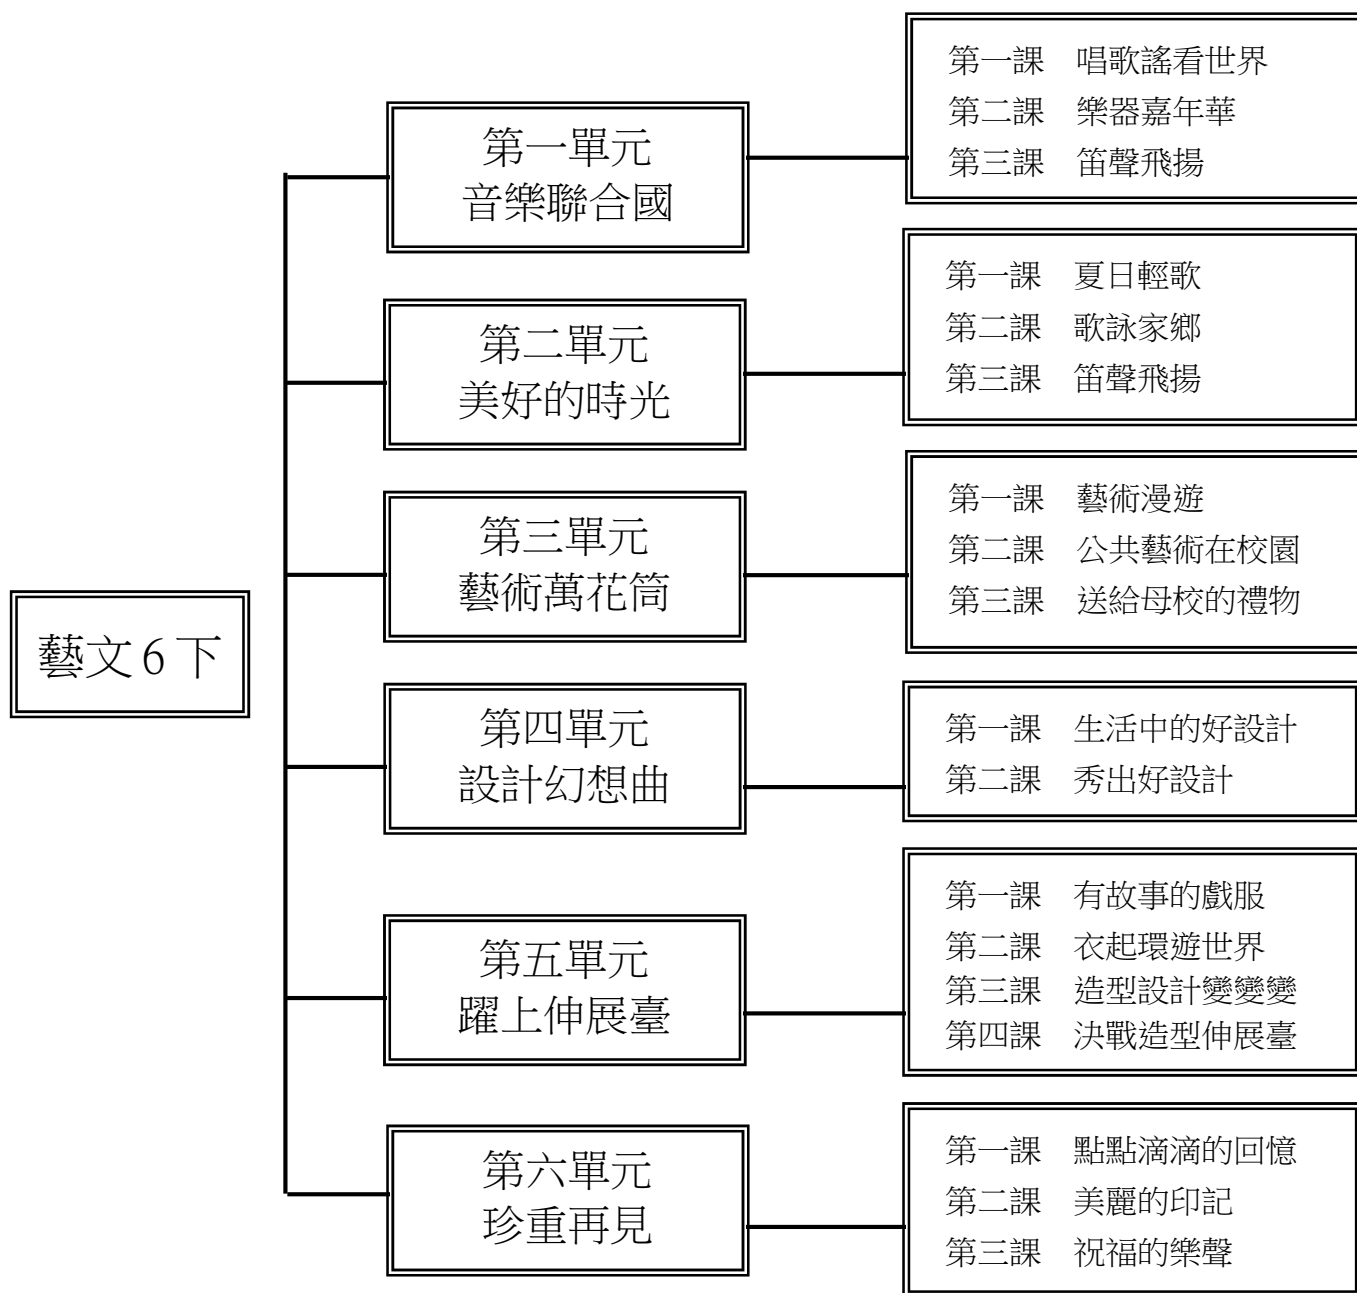 藝文6下
第一單元
音樂聯合國
第一課　唱歌謠看世界
第二課　樂器嘉年華
第三課　笛聲飛揚
第二單元
美好的時光
第一課　夏日輕歌
第二課　歌詠家鄉
第三課　笛聲飛揚
第三單元
藝術萬花筒
第一課　藝術漫遊
第二課　公共藝術在校園
第三課　送給母校的禮物
第四單元
設計幻想曲
第一課　生活中的好設計
第二課　秀出好設計
第五單元
躍上伸展臺
第一課　有故事的戲服
第二課　衣起環遊世界
第三課　造型設計變變變
第四課　決戰造型伸展臺
第六單元
珍重再見
第一課　點點滴滴的回憶
第二課　美麗的印記
第三課　祝福的樂聲